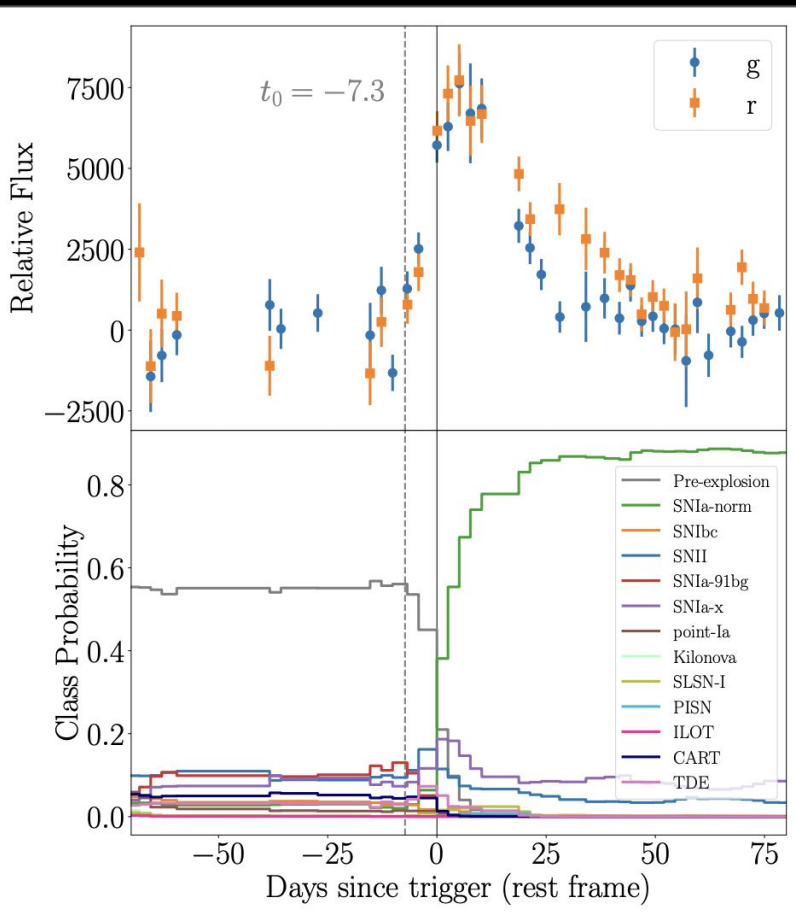 t₀ = −7.3
g
r
Relative Flux
7500
5000
2500
0
−2500
Class Probability
0.8
0.6
0.4
0.2
0.0
Pre-explosion
SNIa-norm
SNIbc
SNII
SNIa-91bg
SNIa-x
point-Ia
Kilonova
SLSN-I
PISN
ILOT
CART
TDE
−50
−25
0
25
50
75
Days since trigger (rest frame)